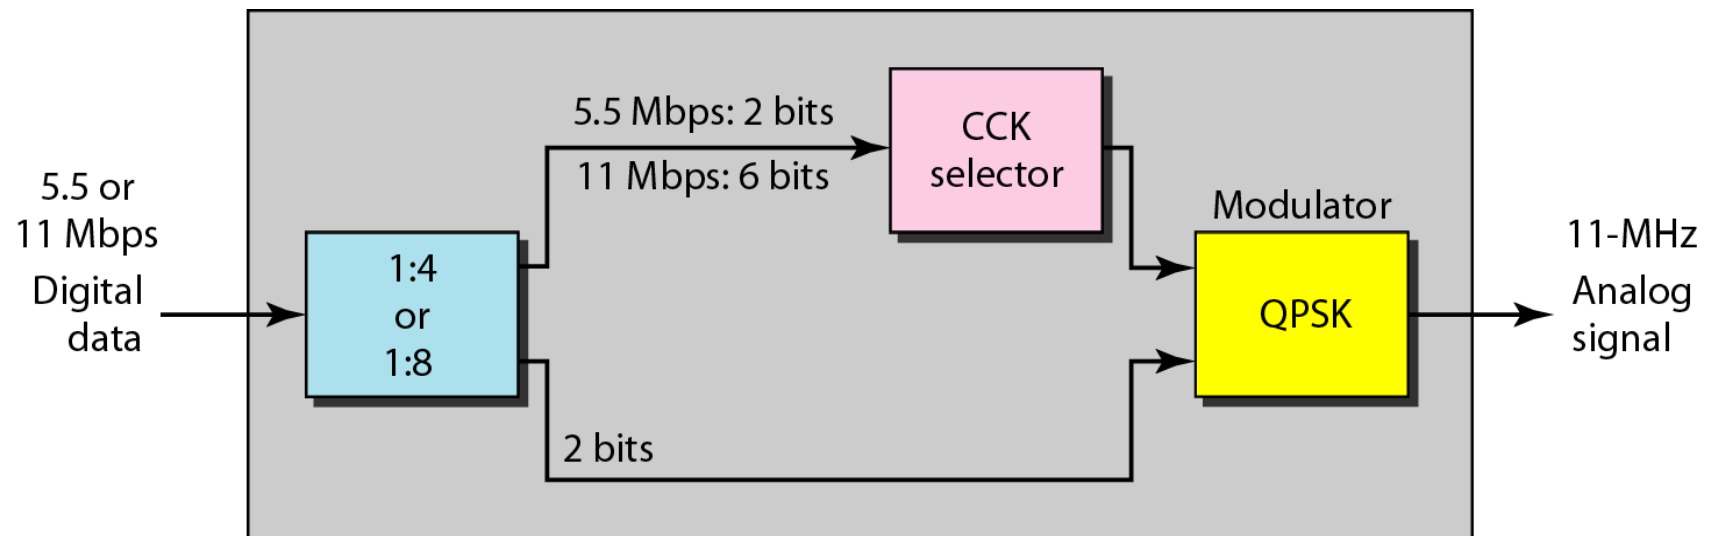 5.5 or
11 Mbps
Digital
data
1:4
or
1:8
5.5 Mbps: 2 bits
11 Mbps: 6 bits
2 bits
CCK
selector
Modulator
QPSK
11-MHz
Analog
signal